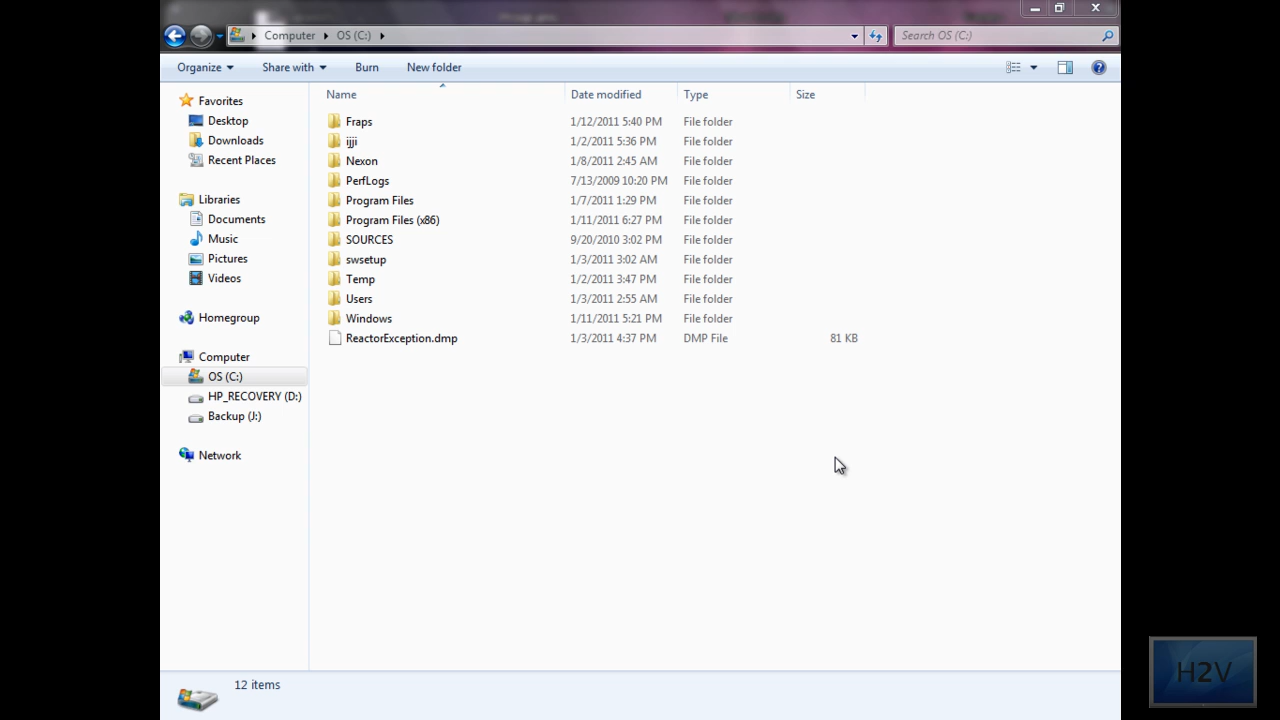 Computer OS (C:) Search OS (C:)
Organize Share with Burn New folder
Name Date modified Type Size
Favorites
Desktop
Downloads
Recent Places
Libraries
Documents
Music
Pictures
Videos
Homegroup
Computer
OS (C:)
HP_RECOVERY (D:)
Backup (J:)
Network
Fraps 1/12/2011 5:40 PM File folder
ijji 1/2/2011 5:36 PM File folder
Nexon 1/8/2011 2:45 AM File folder
PerfLogs 7/13/2009 10:20 PM File folder
Program Files 1/7/2011 1:29 PM File folder
Program Files (x86) 1/11/2011 6:27 PM File folder
SOURCES 9/20/2010 3:02 PM File folder
swsetup 1/3/2011 3:02 AM File folder
Temp 1/2/2011 3:47 PM File folder
Users 1/3/2011 2:55 AM File folder
Windows 1/11/2011 5:21 PM File folder
ReactorException.dmp 1/3/2011 4:37 PM DMP File 81 KB
12 items
H2V